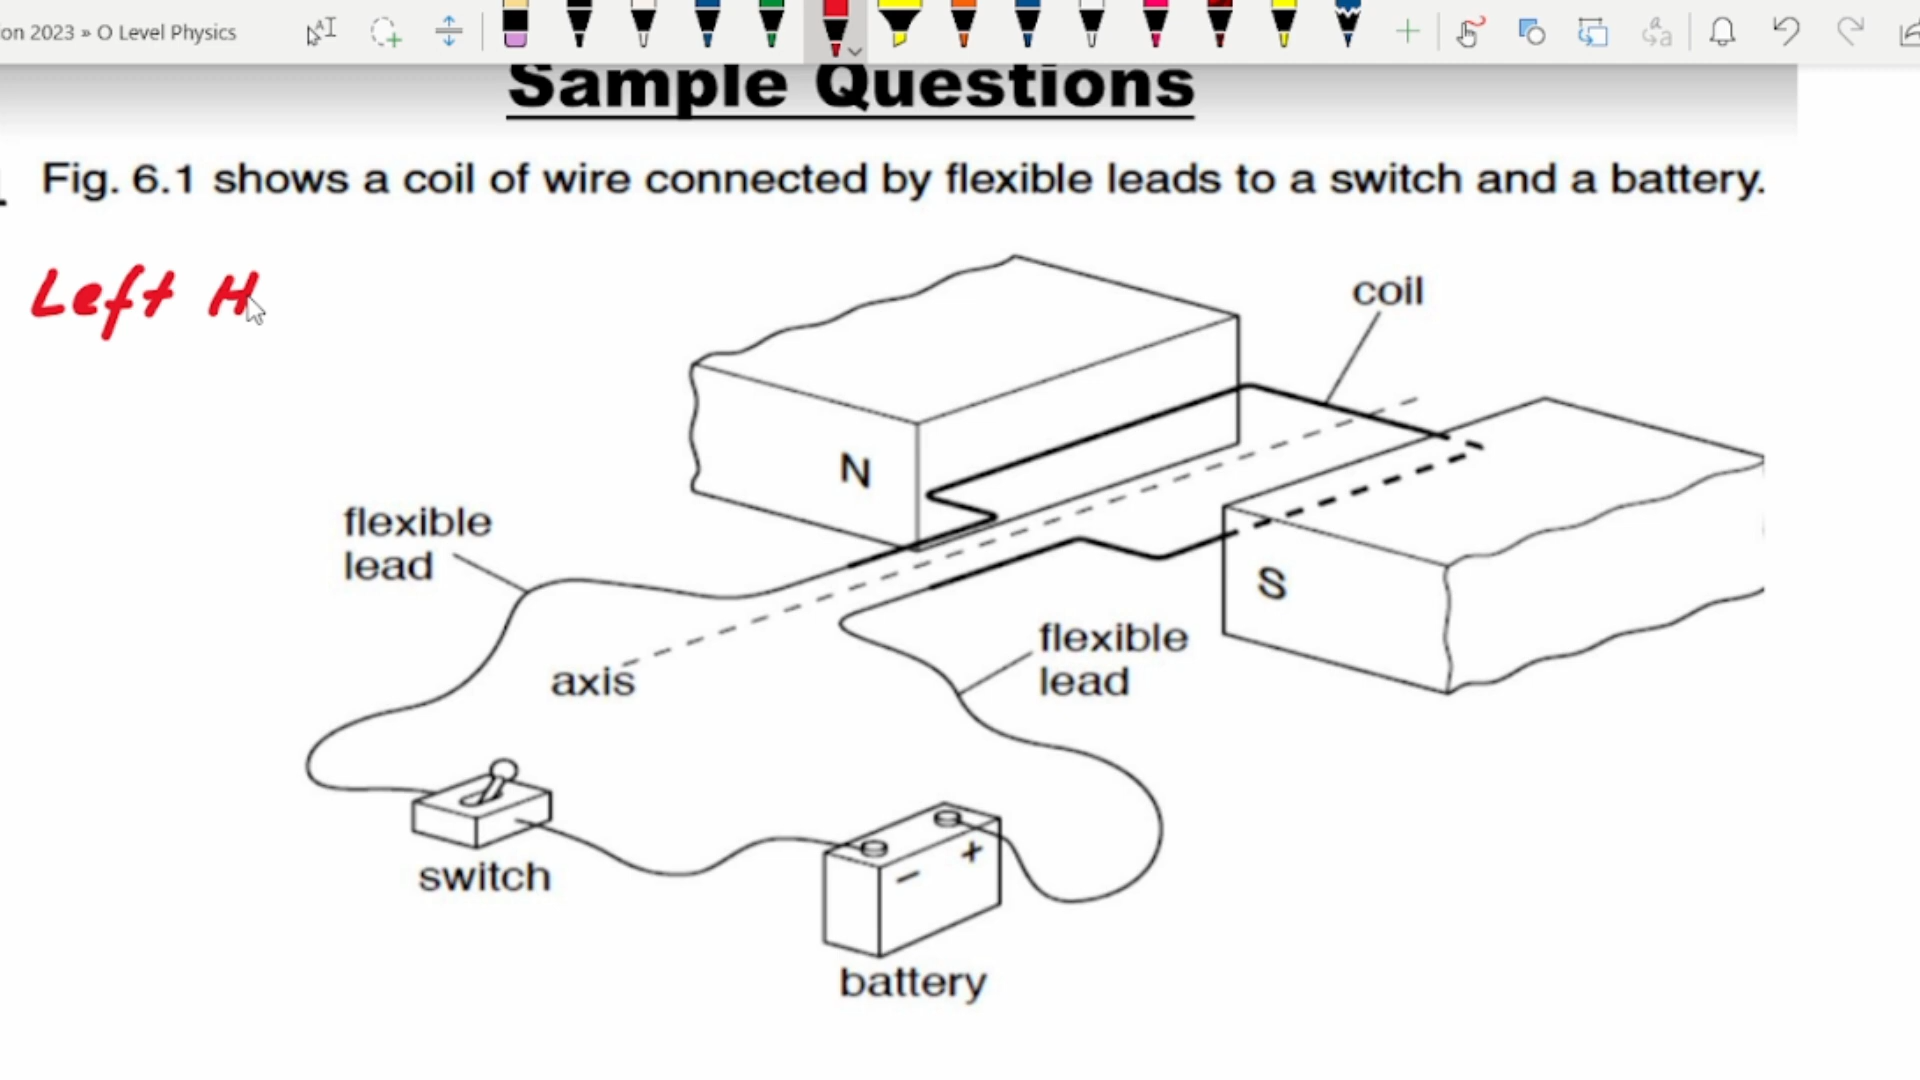 on 2023 » O Level Physics
Sample Questions
Fig. 6.1 shows a coil of wire connected by flexible leads to a switch and a battery.
Left H
coil
N
flexible
lead
S
flexible
lead
axis
switch
− +
battery